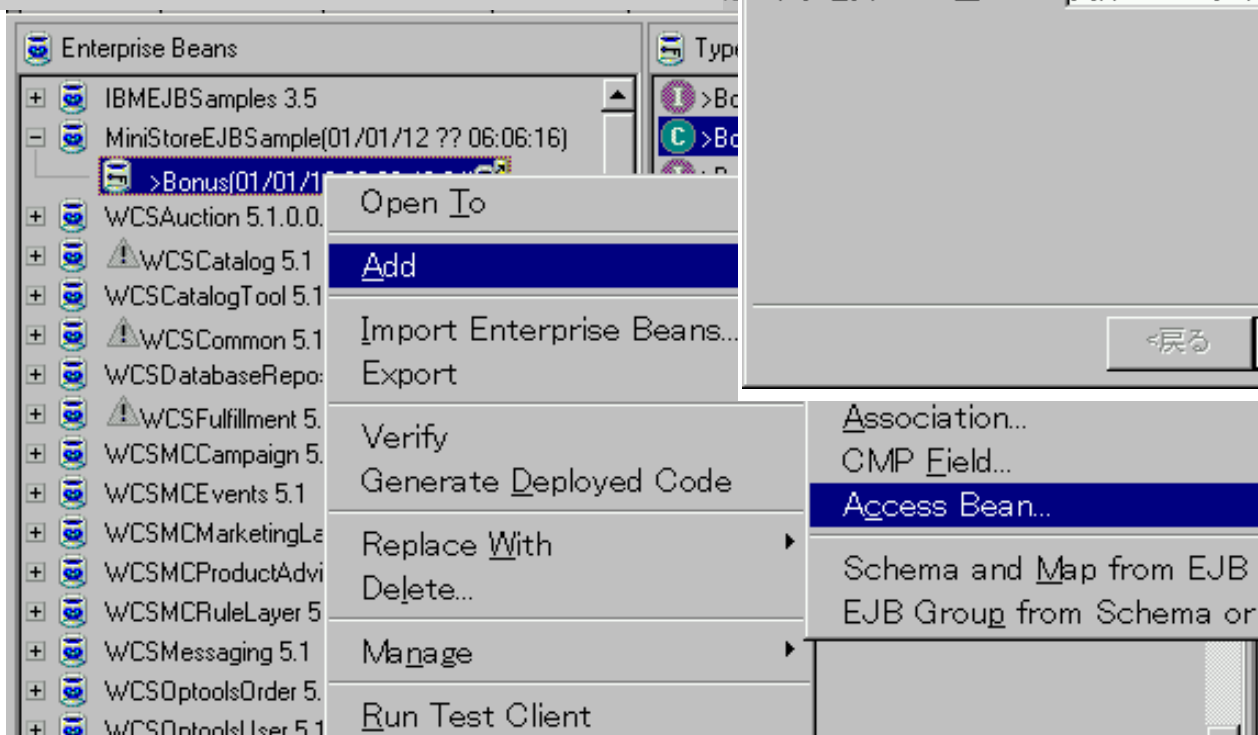 Enterprise Beans
IBMEJBSamples 3.5
MiniStoreEJBSample(01/01/12 ?? 06:06:16)
>Bonus(01/01/1
WCSAuction 5.1.0.0.
WCSCatalog 5.1
WCSCatalogTool 5.1
WCSCommon 5.1
WCSDatabaseRepo
WCSFulfillment 5.
WCSMCCampaign 5.
WCSMCEvents 5.1
WCSMCMarketingLa
WCSMCProductAdvi
WCSMCRuleLayer 5
WCSMessaging 5.1
WCSOptoolsOrder 5.
WCSOptoolsUser 5.1
Type
>Bo
C >Bo
Open To
Add
Import Enterprise Beans...
Export
Verify
Generate Deployed Code
Replace With
Delete...
Manage
Run Test Client
<戻る
Association...
CMP Field...
Access Bean...
Schema and Map from EJB
EJB Group from Schema or